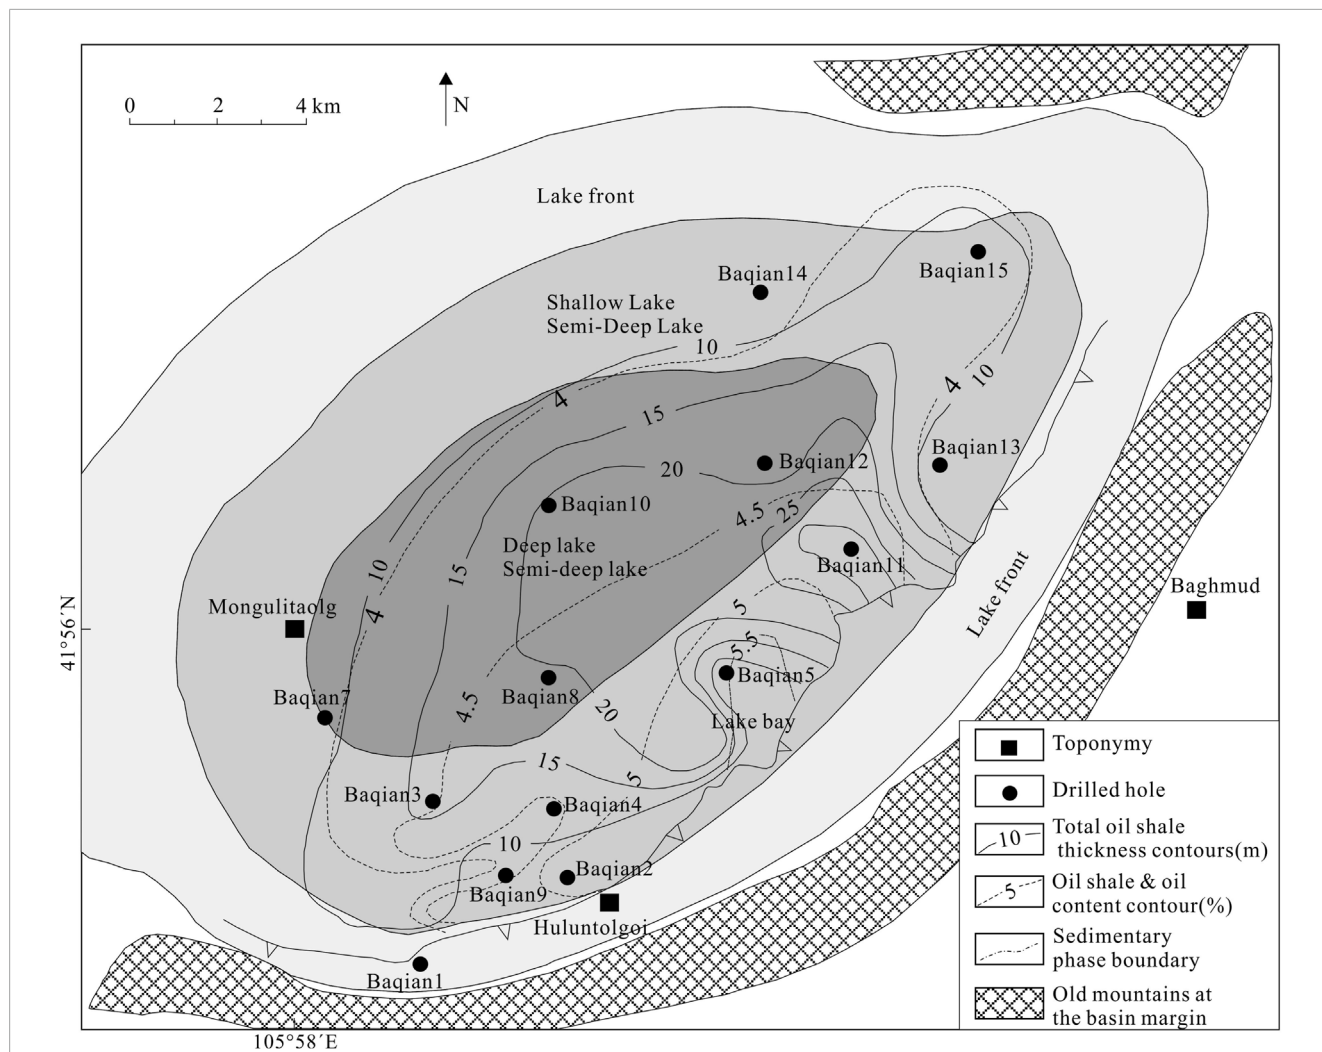 0 2 4 km
N
Lake front
Baqian14
Baqian15
Shallow Lake
Semi-Deep Lake
10
4
10
4
15
Baqian13
20
Baqian12
Baqian10
4.5
25
Deep lake
Semi-deep lake
Baqian11
10
15
Lake front
Baghmud
Mongulitaolg
4
5
41°56´N
5.5
Baqian5
Baqian7
Baqian8
4.5
20
Lake bay
15
5
Baqian3
Baqian4
10
Baqian2
Baqian9
Huluntolgoi
Baqian1
105°58´E
Toponymy
Drilled hole
10
Total oil shale
thickness contours(m)
5
Oil shale & oil
content contour(%)
Sedimentary
phase boundary
Old mountains at
the basin margin